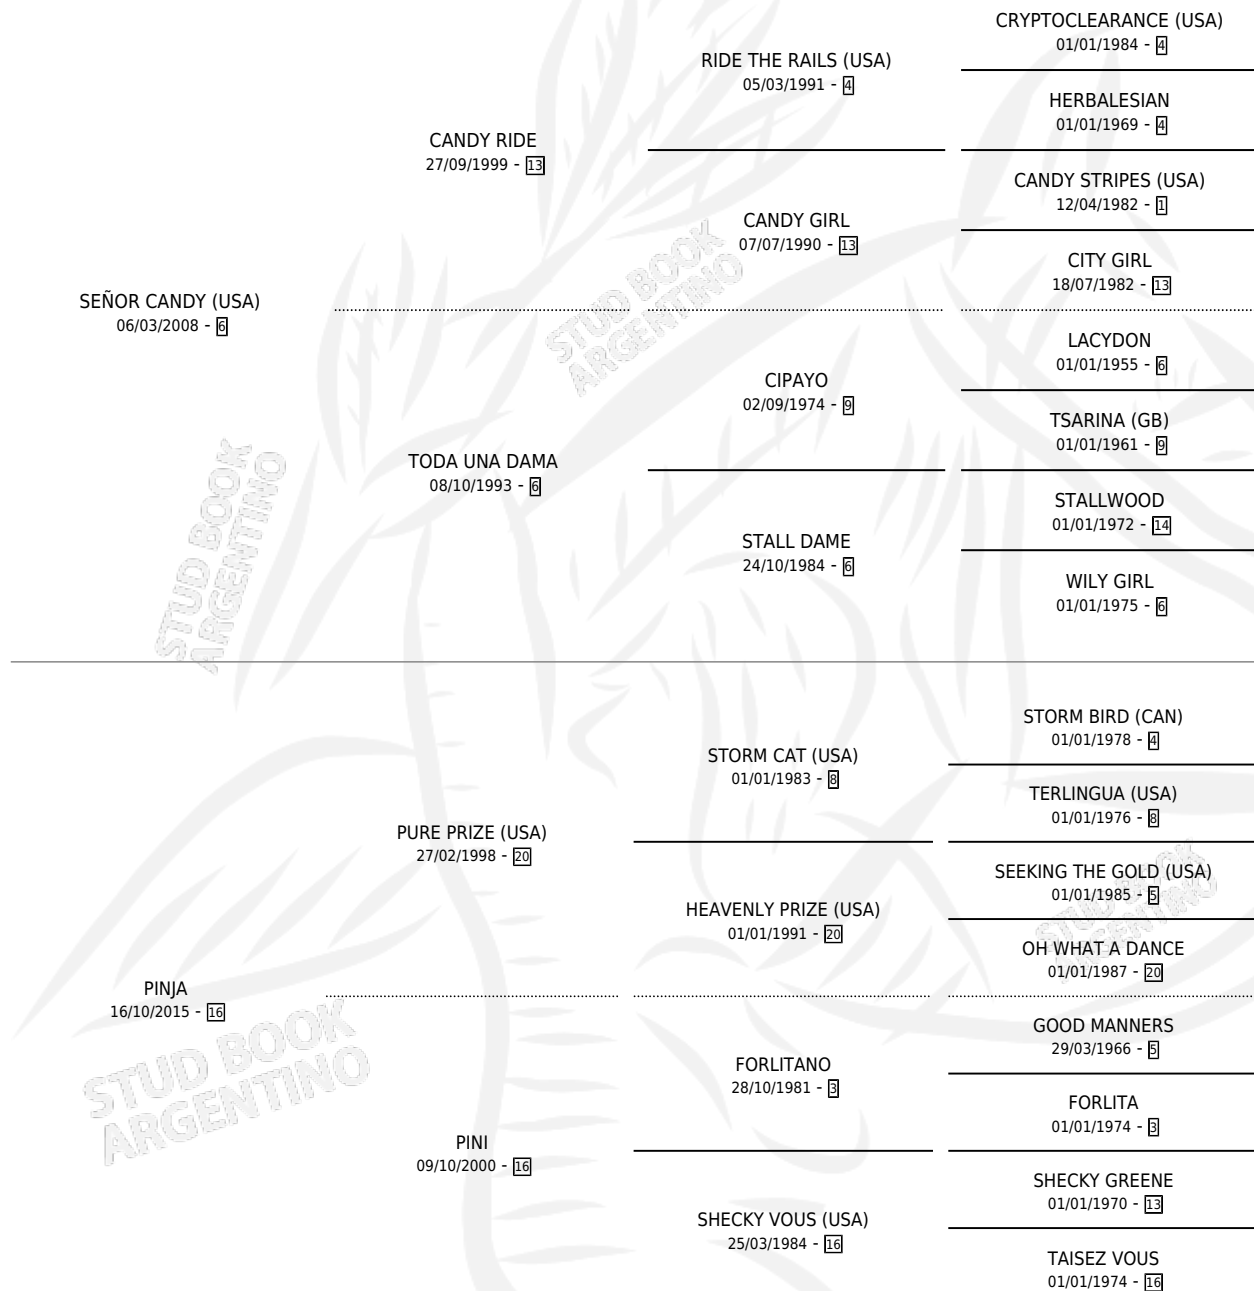 CRYPTOCLEARANCE (USA)
01/01/1984 - 4
RIDE THE RAILS (USA)
05/03/1991 - 4
HERBALESIAN
01/01/1969 - 4
CANDY RIDE
27/09/1999 - 13
CANDY STRIPES (USA)
12/04/1982 - 1
CANDY GIRL
07/07/1990 - 13
CITY GIRL
18/07/1982 - 13
SEÑOR CANDY (USA)
06/03/2008 - 6
LACYDON
01/01/1955 - 6
CIPAYO
02/09/1974 - 9
TSARINA (GB)
01/01/1961 - 9
TODA UNA DAMA
08/10/1993 - 6
STALLWOOD
01/01/1972 - 14
STALL DAME
24/10/1984 - 6
WILY GIRL
01/01/1975 - 6
STORM BIRD (CAN)
01/01/1978 - 4
STORM CAT (USA)
01/01/1983 - 8
TERLINGUA (USA)
01/01/1976 - 8
PURE PRIZE (USA)
27/02/1998 - 20
SEEKING THE GOLD (USA)
01/01/1985 - 5
HEAVENLY PRIZE (USA)
01/01/1991 - 20
OH WHAT A DANCE
01/01/1987 - 20
PINJA
16/10/2015 - 16
GOOD MANNERS
29/03/1966 - 5
FORLITANO
28/10/1981 - 3
FORLITA
01/01/1974 - 3
PINI
09/10/2000 - 16
SHECKY GREENE
01/01/1970 - 13
SHECKY VOUS (USA)
25/03/1984 - 16
TAISEZ VOUS
01/01/1974 - 16
STUD BOOK
ARGENTINO
STUD BOOK
ARGENTINO
STUD BOOK
ARGENTINO
STUD BOOK
ARGENTINO